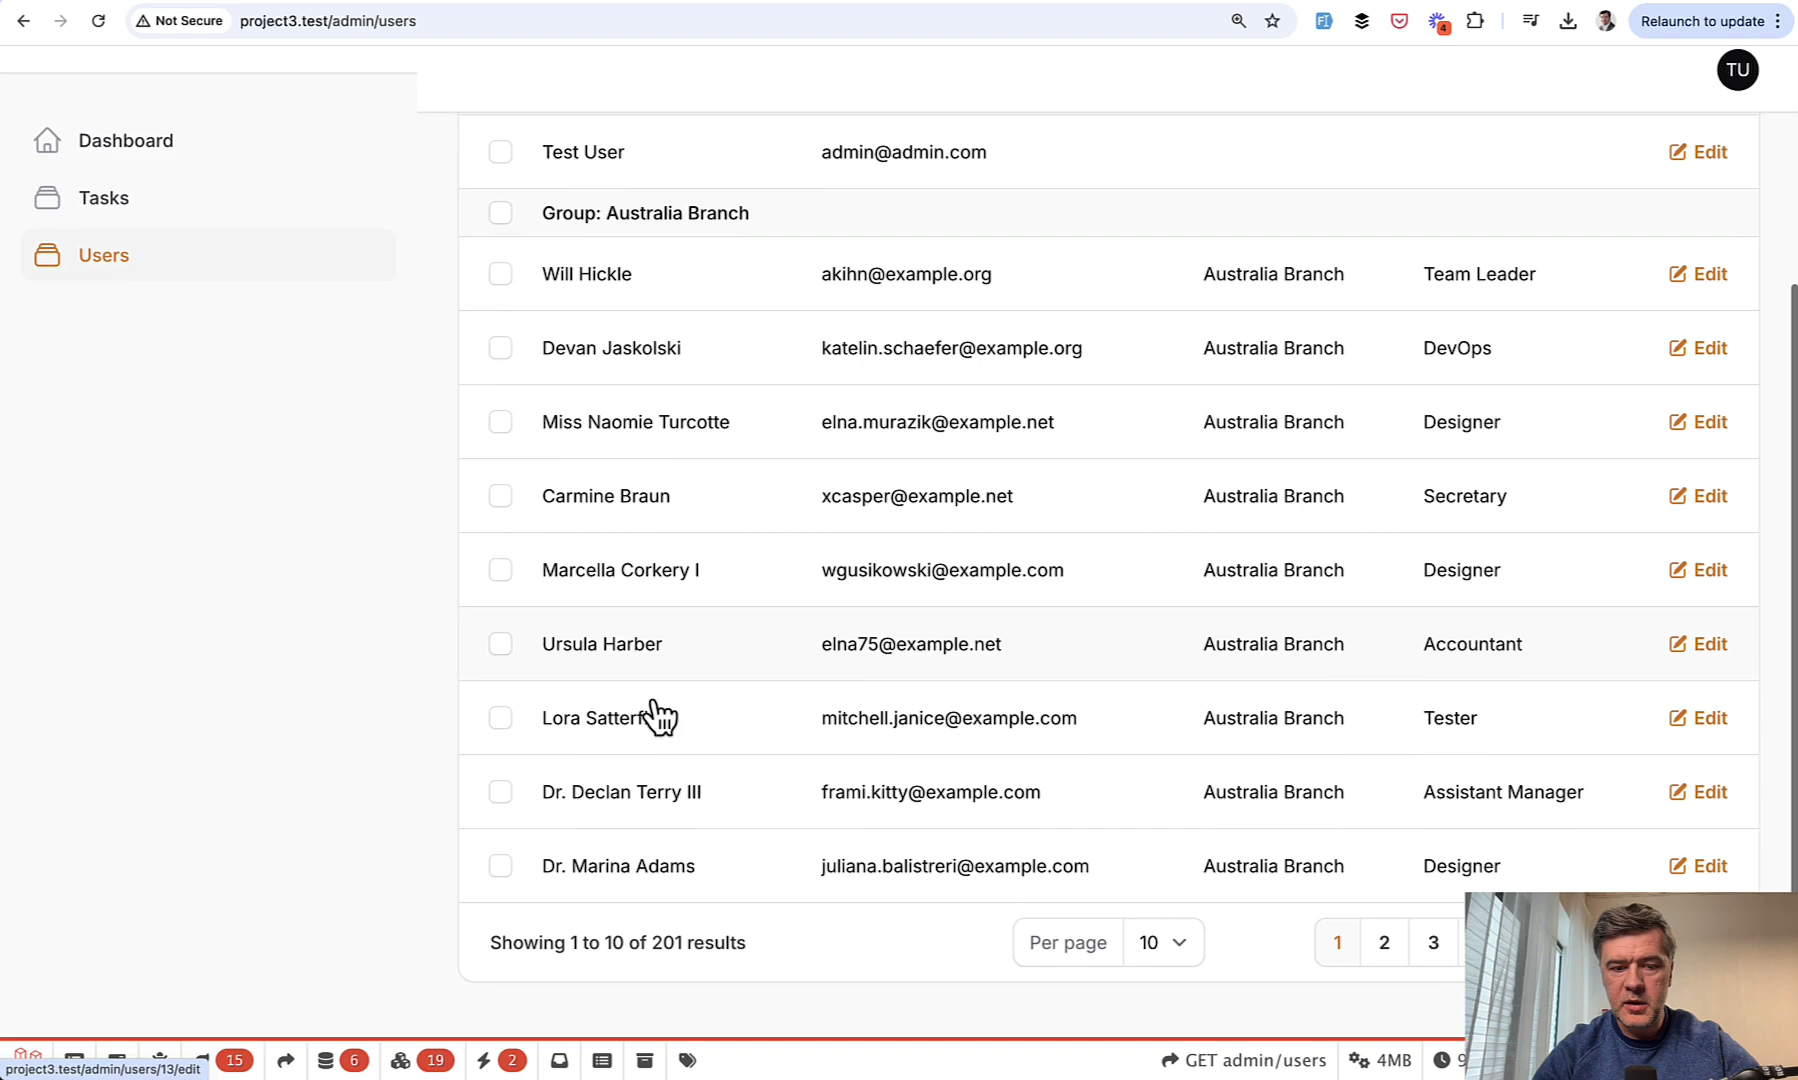 Not Secure project3.test/admin/users 4 Relaunch to update
TU
Dashboard
Tasks
Users
Test User admin@admin.com Edit
Group: Australia Branch
Will Hickle akihn@example.org Australia Branch Team Leader Edit
Devan Jaskolski katelin.schaefer@example.org Australia Branch DevOps Edit
Miss Naomie Turcotte elna.murazik@example.net Australia Branch Designer Edit
Carmine Braun xcasper@example.net Australia Branch Secretary Edit
Marcella Corkery I wgusikowski@example.com Australia Branch Designer Edit
Ursula Harber elna75@example.net Australia Branch Accountant Edit
Lora mitchell.janice@example.com Australia Branch Tester Edit
Dr. Declan Terry III frami.kitty@example.com Australia Branch Assistant Manager Edit
Dr. Marina Adams juliana.balistreri@example.com Australia Branch Designer Edit
Showing 1 to 10 of 201 results Per page 10 1 2 3
15 6 19 2 GET admin/users 4MB
project3.test/admin/users/13/edit